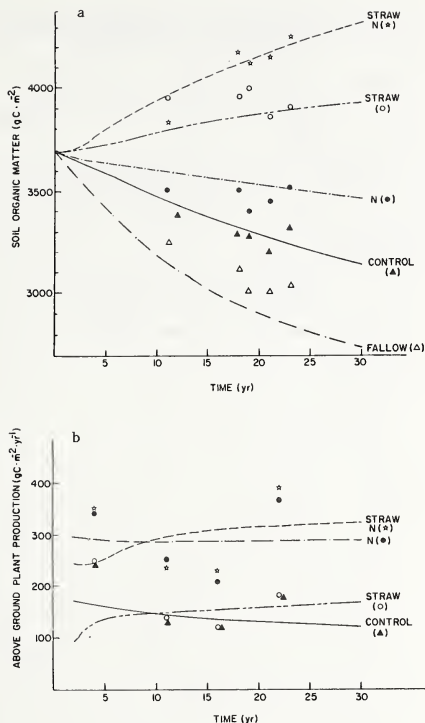 a
SOIL ORGANIC MATTER (gC·m⁻²)
4000
3500
3000
STRAW
N(☆)
STRAW
(○)
N(●)
CONTROL
(▲)
FALLOW(△)
5 10 15 20 25 30
TIME (yr)
b
ABOVE GROUND PLANT PRODUCTION (gC·m⁻²·yr⁻¹)
400
300
200
100
STRAW
N(☆)
N(●)
STRAW
(○)
CONTROL
(▲)
5 10 15 20 25 30
TIME (yr)